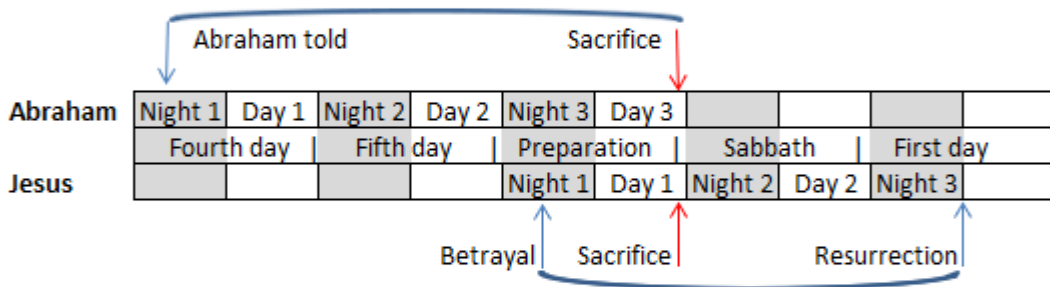 Abraham told Sacrifice
Abraham Night 1 Day 1 Night 2 Day 2 Night 3 Day 3
Fourth day | Fifth day | Preparation | Sabbath | First day
Jesus Night 1 Day 1 Night 2 Day 2 Night 3
Betrayal Sacrifice Resurrection